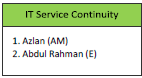 IT Service Continuity
1. Azlan (AM)
2. Abdul Rahman (E)